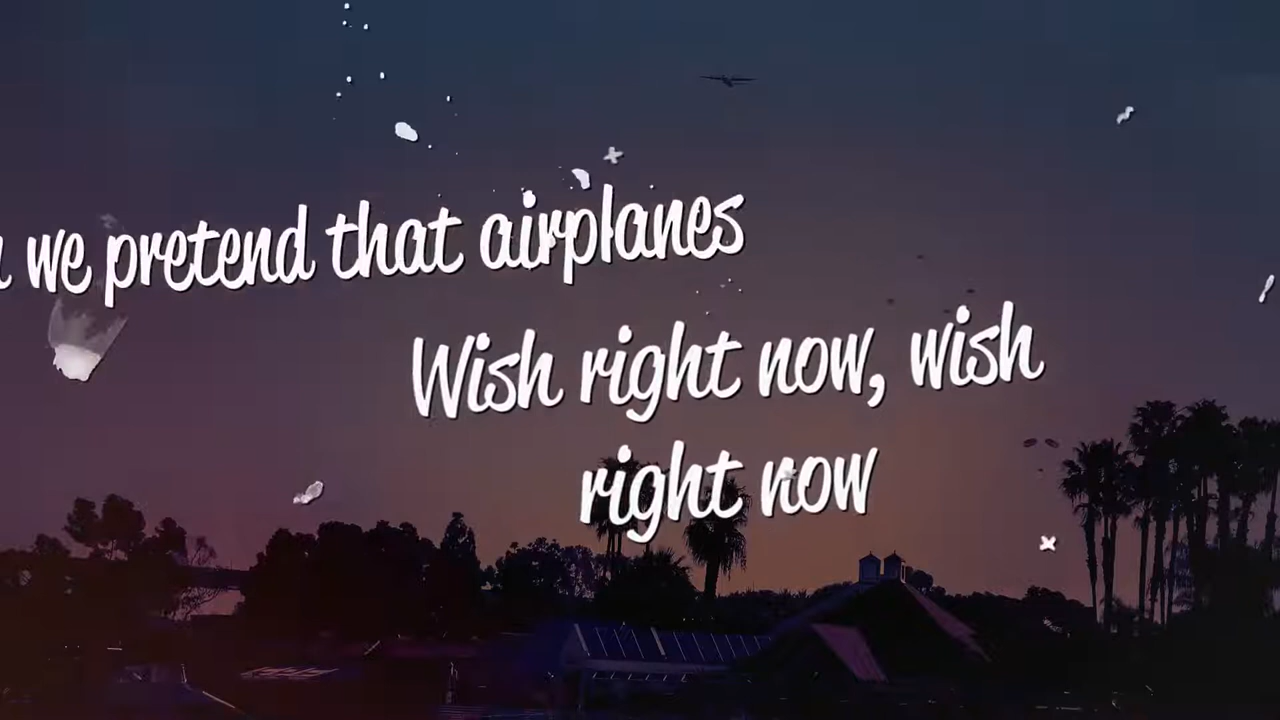 we pretend that airplanes
Wish right now, wish
right now